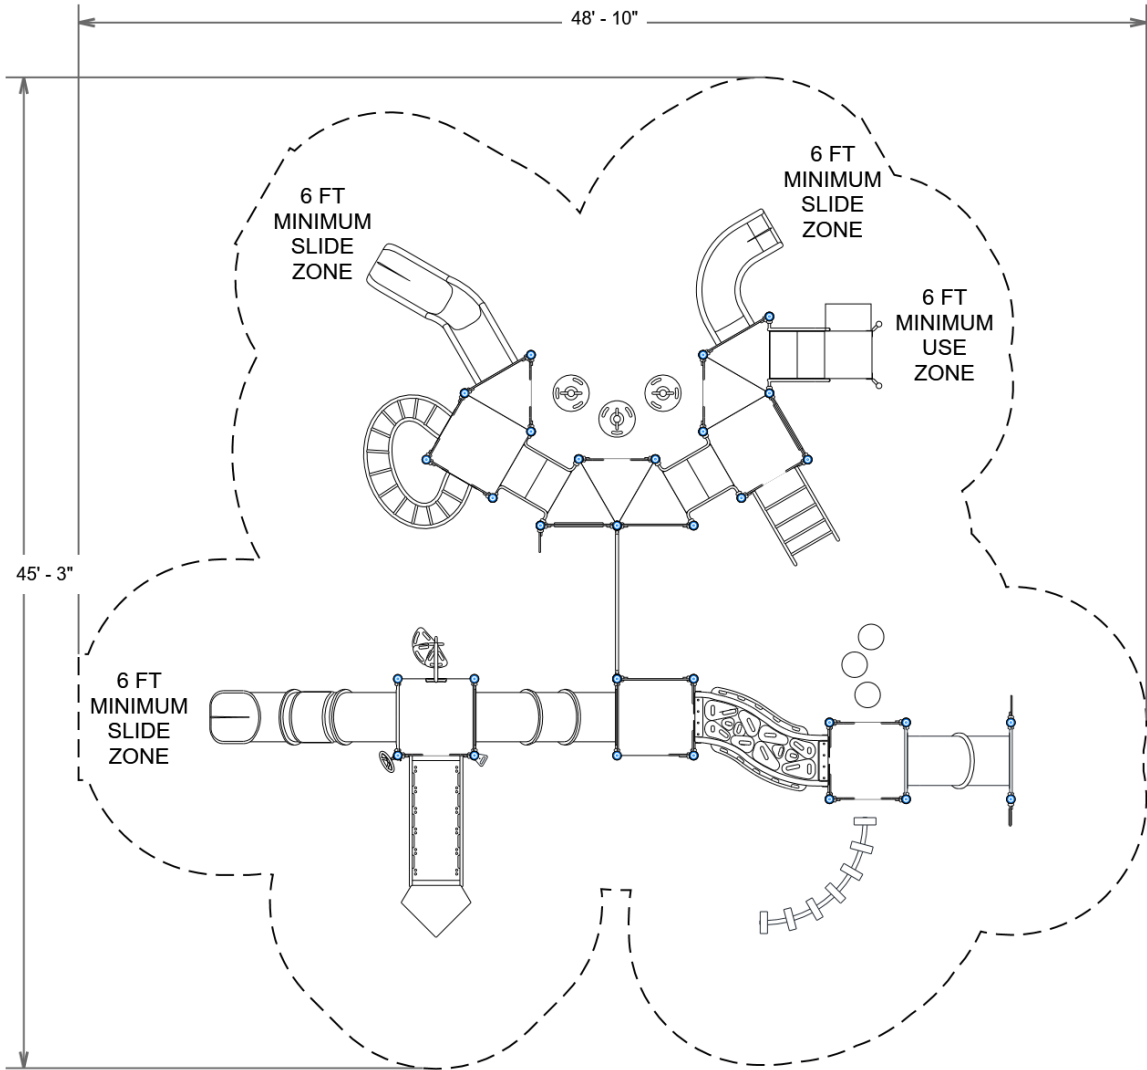 48' - 10"
6 FT
MINIMUM
SLIDE
ZONE
6 FT
MINIMUM
SLIDE
ZONE
6 FT
MINIMUM
USE
ZONE
45' - 3"
6 FT
MINIMUM
SLIDE
ZONE